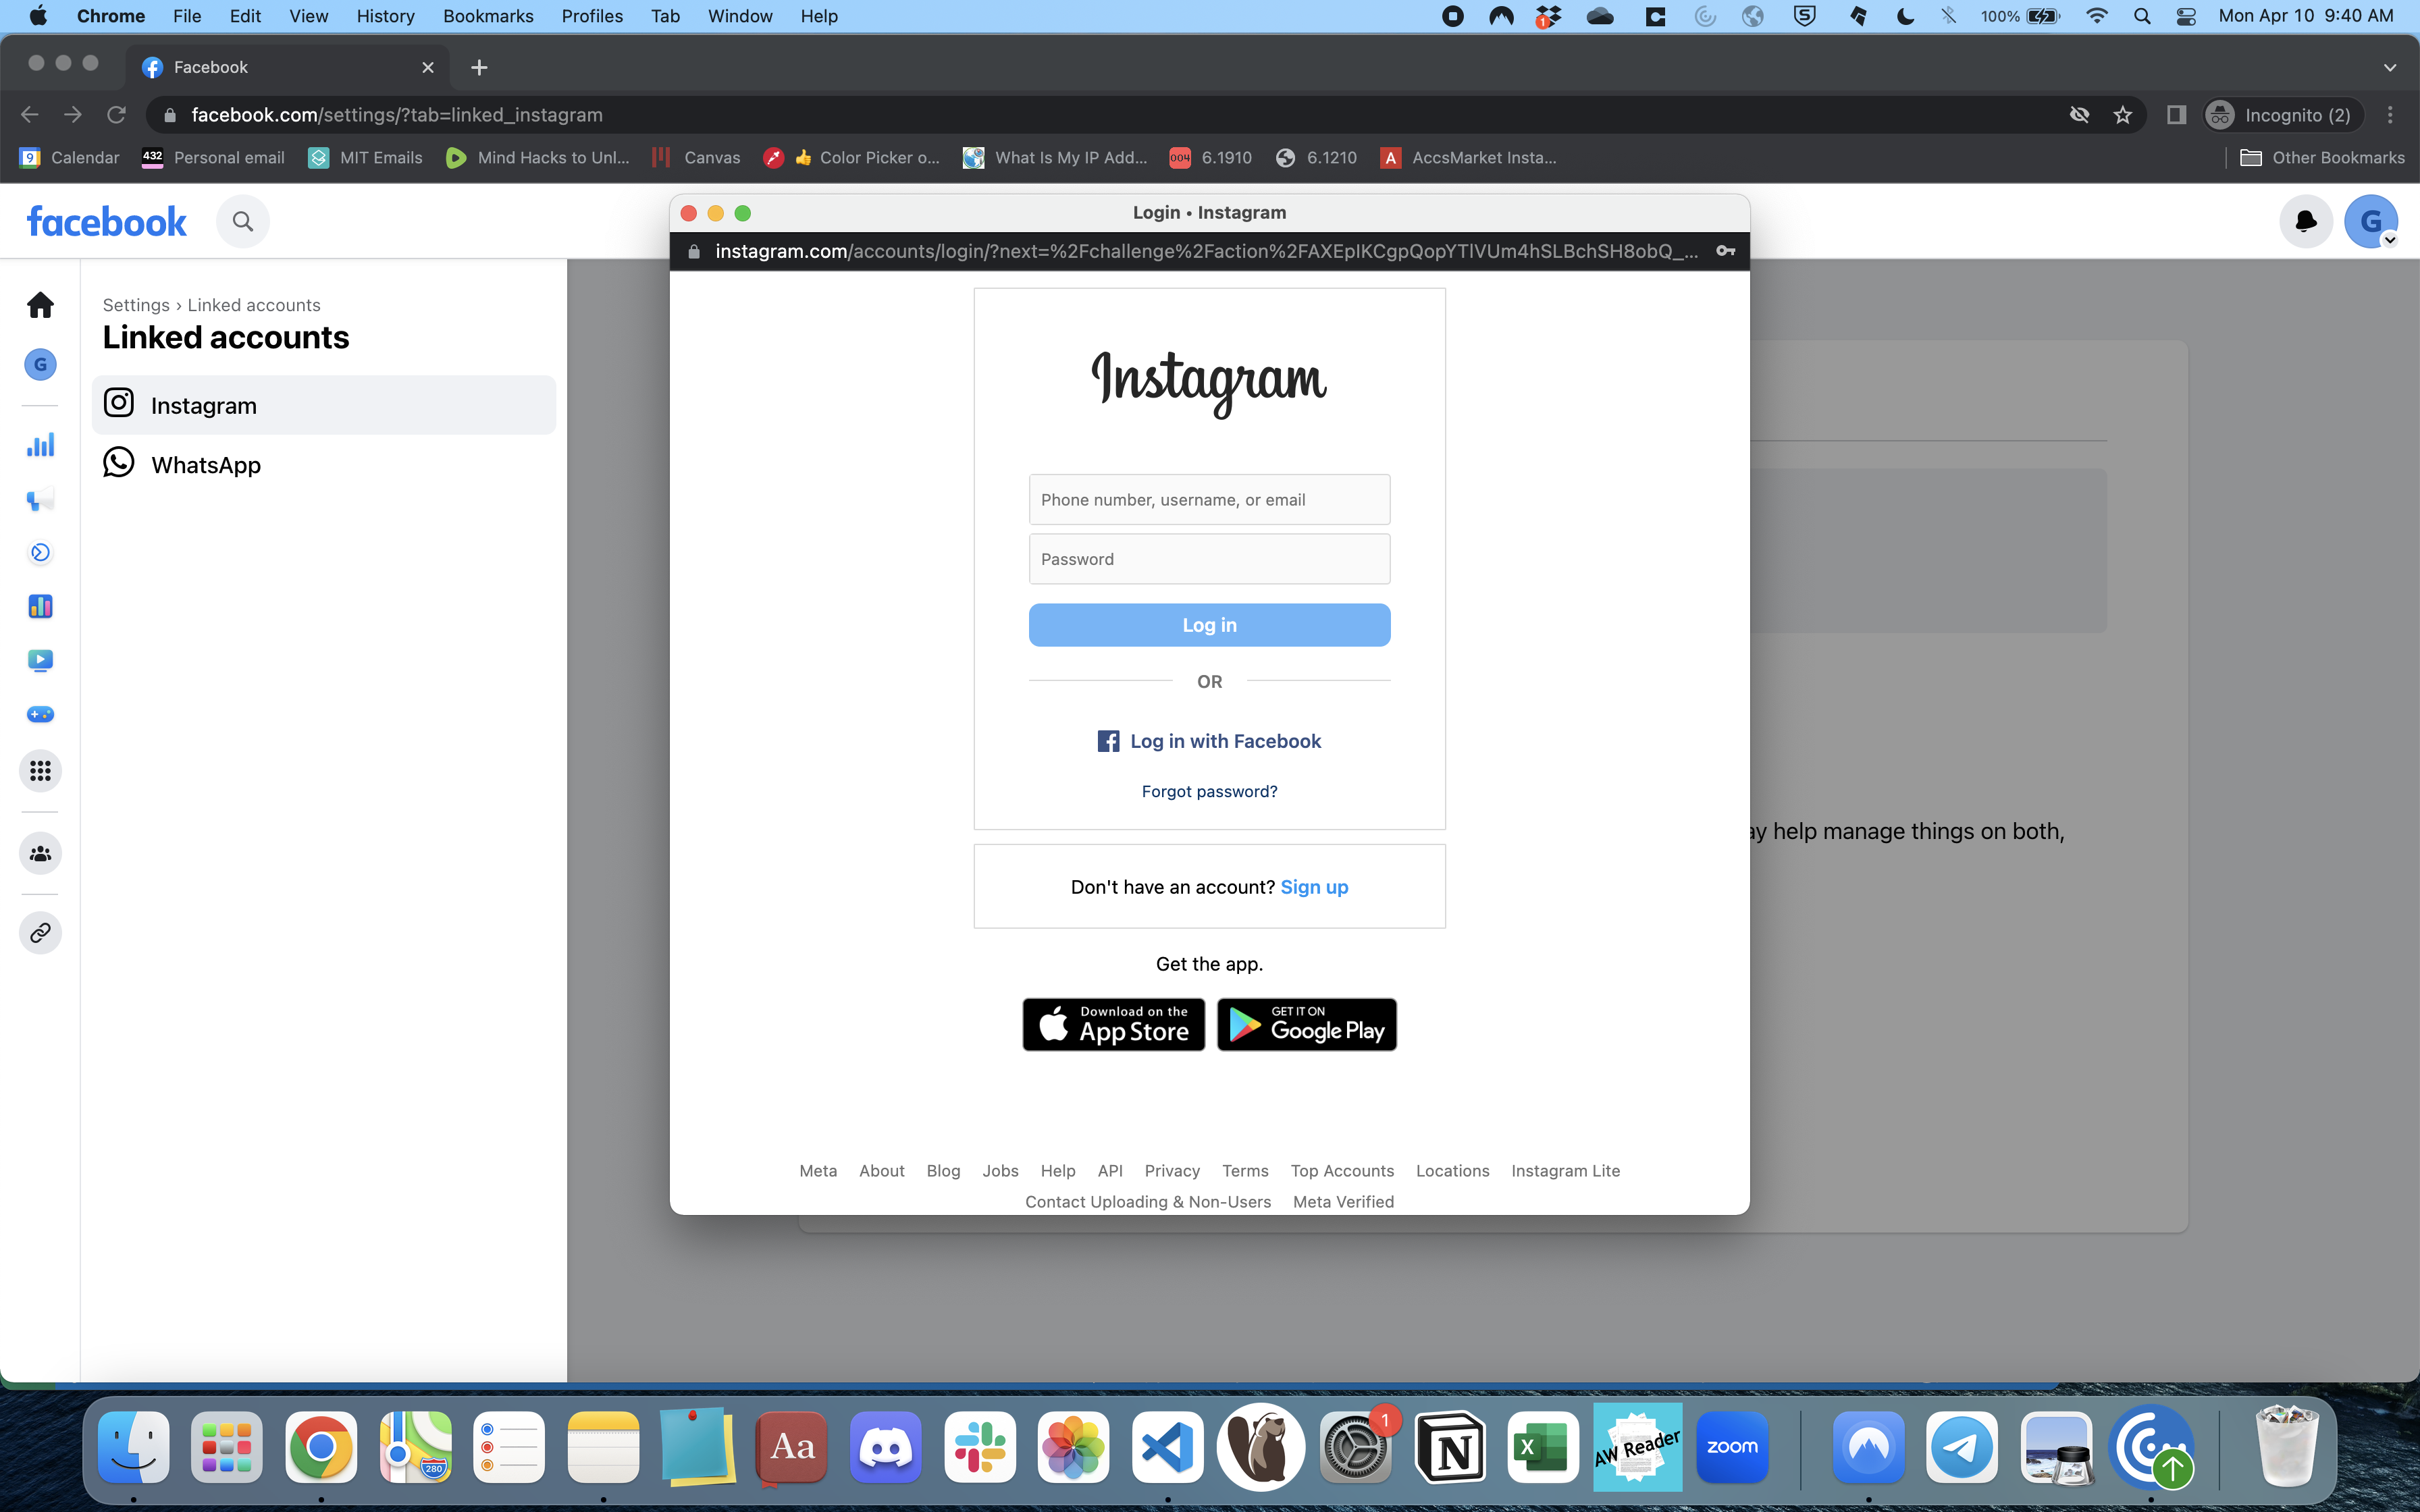 Chrome File Edit View History Bookmarks Profiles Tab Window Help 1 100% Mon Apr 10 9:40 AM
Facebook
facebook.com/settings/?tab=linked_instagram Incognito (2)
9 Calendar 432 Personal email MIT Emails Mind Hacks to Unl... Canvas 👍 Color Picker o... What Is My IP Add... 004 6.1910 6.1210 A AccsMarket Insta... Other Bookmarks
facebook
G
Settings › Linked accounts
Linked accounts
G
Instagram
WhatsApp
Login • Instagram
instagram.com/accounts/login/?next=%2Fchallenge%2Faction%2FAXEplKCgpQopYTlVUm4hSLBchSH8obQ_...
Instagram
Phone number, username, or email
Password
Log in
OR
Log in with Facebook
Forgot password?
Don't have an account? Sign up
Get the app.
Download on the App Store
GET IT ON Google Play
Meta About Blog Jobs Help API Privacy Terms Top Accounts Locations Instagram Lite
Contact Uploading & Non-Users Meta Verified
ay help manage things on both,
280 Aa 1 N X AW Reader zoom